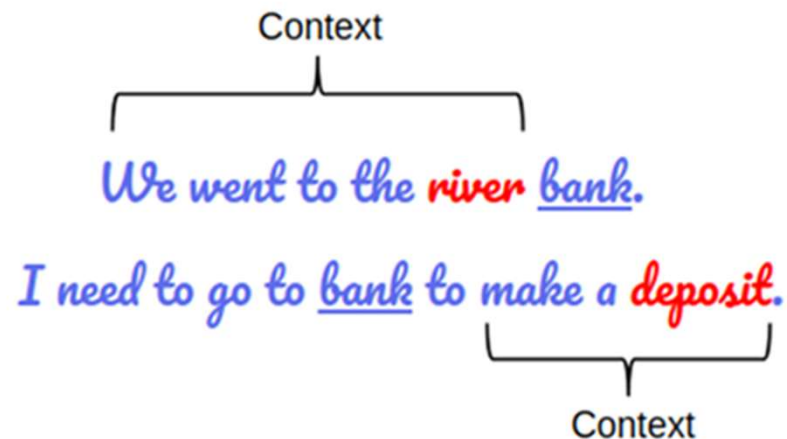 Context
We went to the river bank.
I need to go to bank to make a deposit.
Context